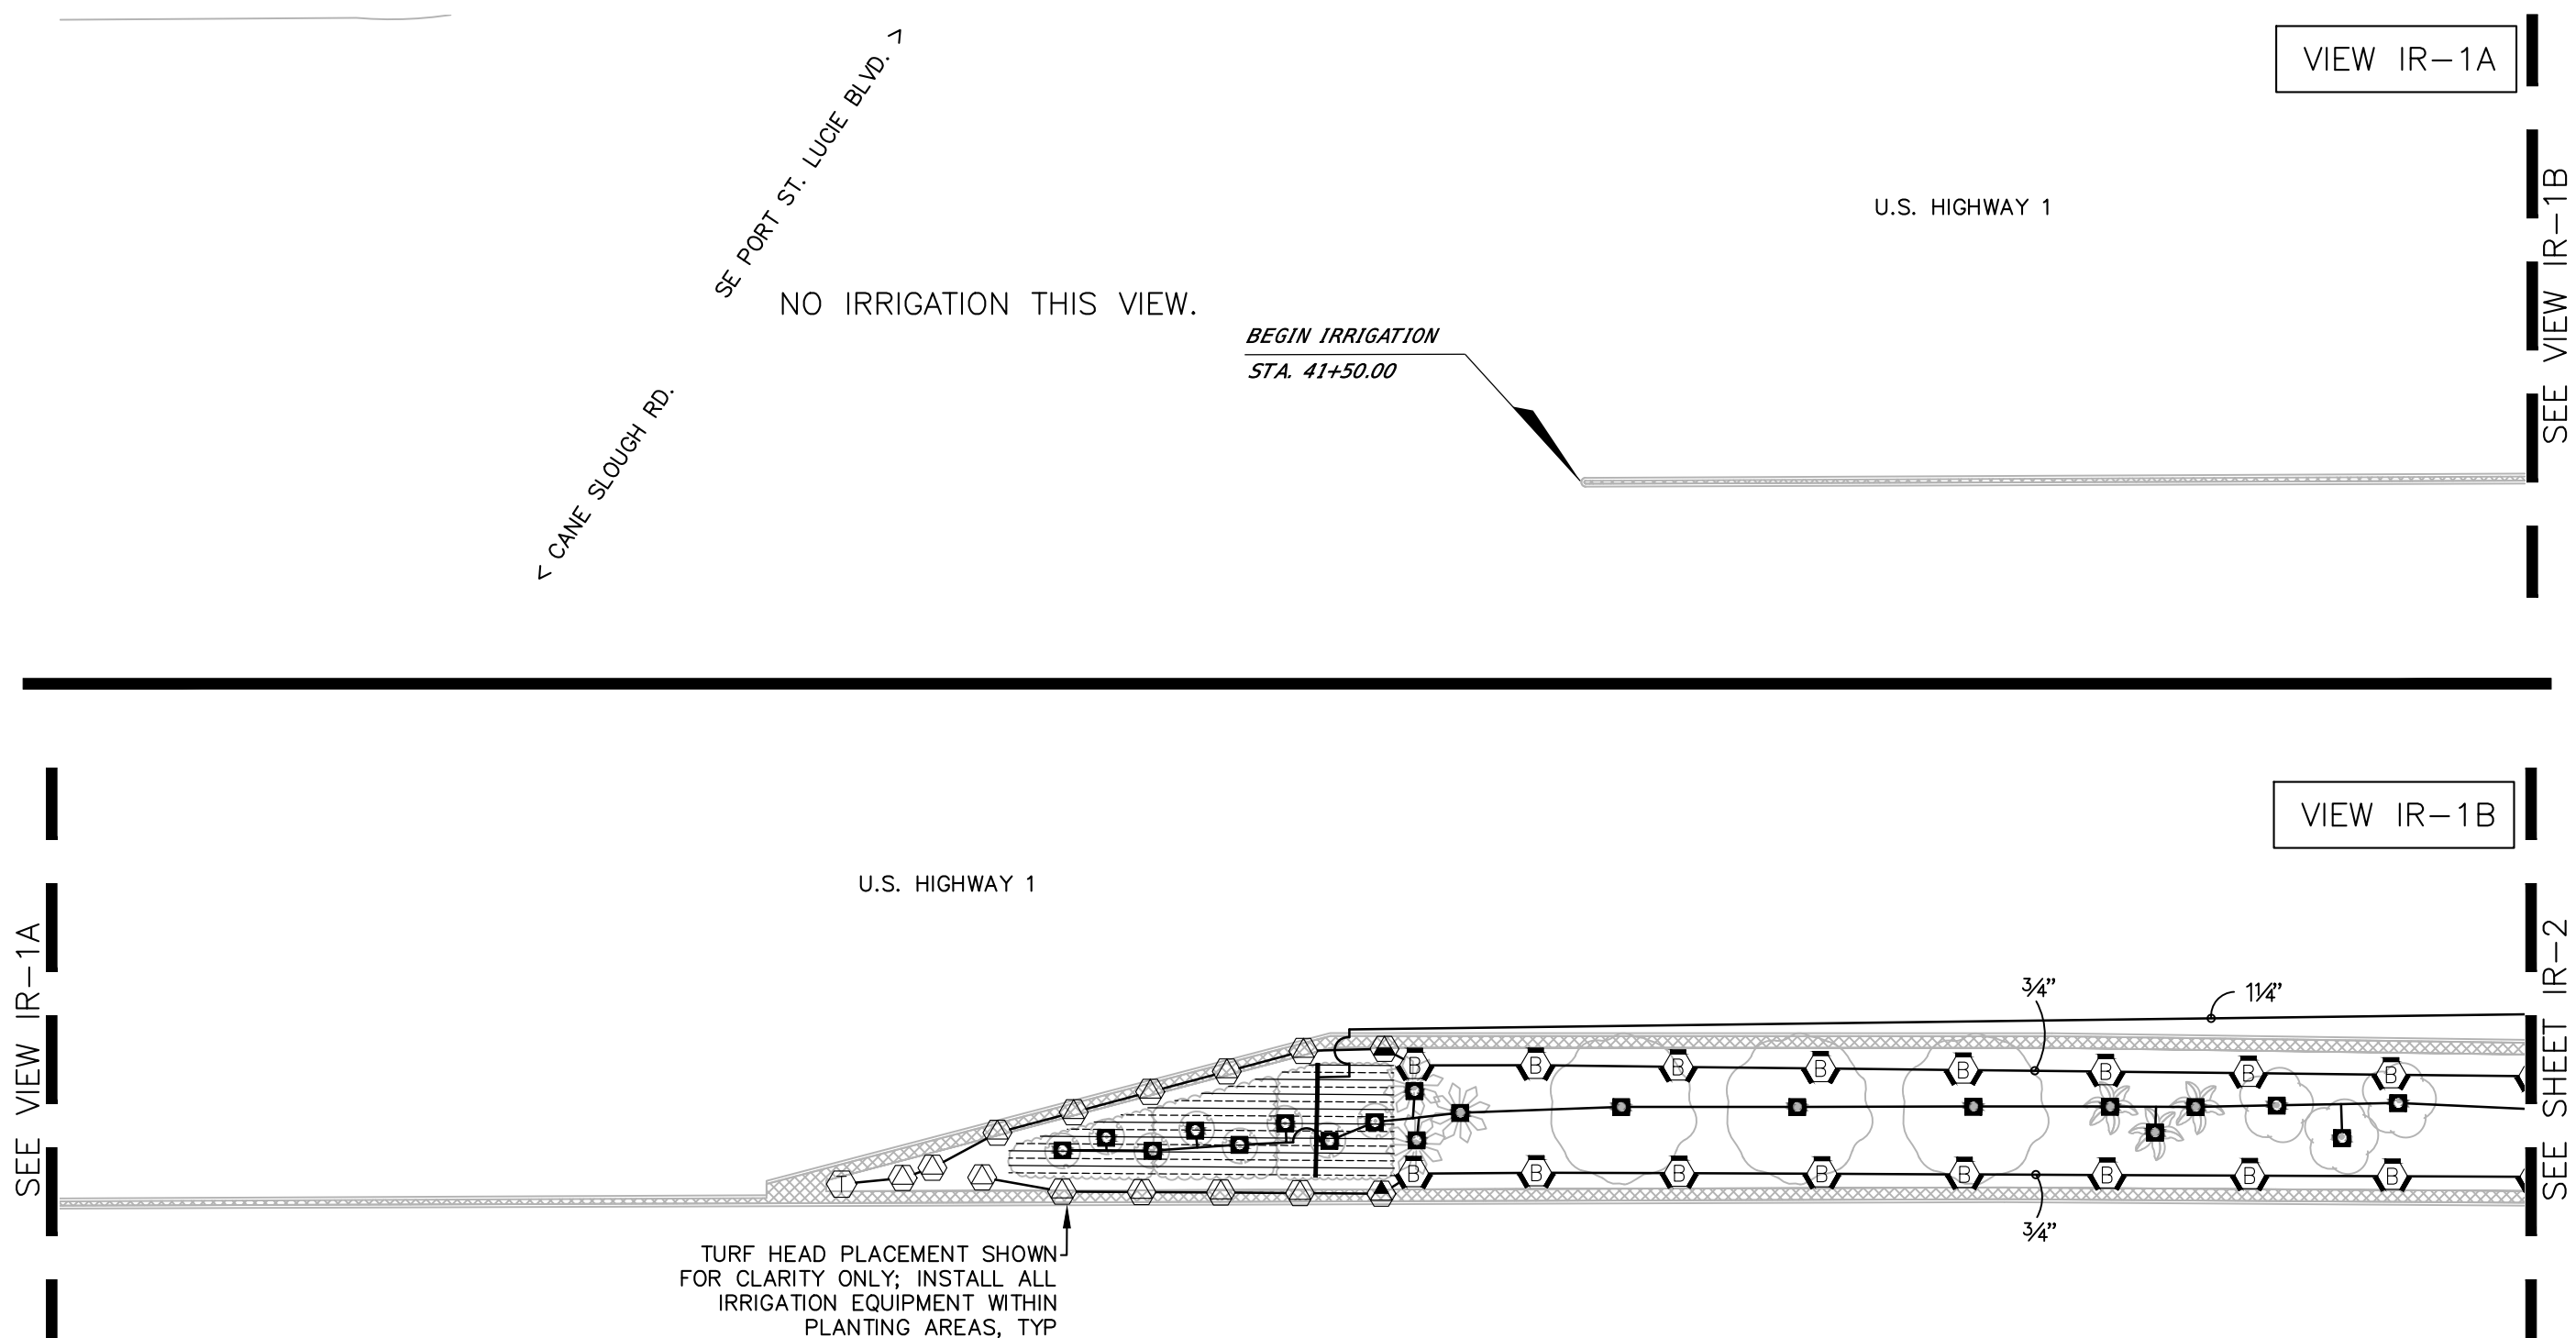 VIEW IR-1A
SE PORT ST. LUCIE BLVD. >
< CANE SLOUGH RD.
U.S. HIGHWAY 1
NO IRRIGATION THIS VIEW.
BEGIN IRRIGATION
STA. 41+50.00
SEE VIEW IR-1B
VIEW IR-1B
U.S. HIGHWAY 1
SEE VIEW IR-1A
SEE SHEET IR-2
3/4"
1 1/4"
T
B B B B B B B B
B B B B B B B B
3/4"
TURF HEAD PLACEMENT SHOWN
FOR CLARITY ONLY; INSTALL ALL
IRRIGATION EQUIPMENT WITHIN
PLANTING AREAS, TYP